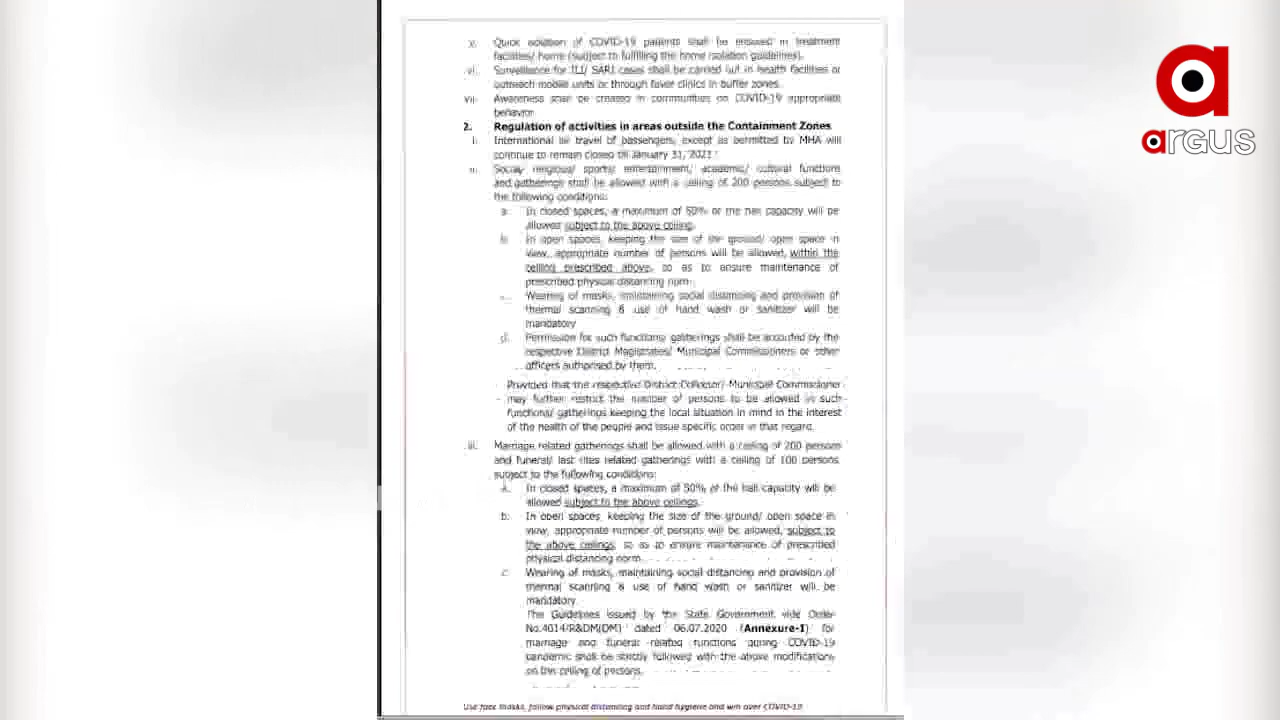 v. Quick isolation of COVID-19 patients shall be ensured in treatment
facilities/ home (subject to fulfilling the home isolation guidelines).
vi. Surveillance for ILI/ SARI cases shall be carried out in health facilities or
outreach mobile units or through fever clinics in buffer zones.
vii. Awareness shall be created in communities on COVID-19 appropriate
behavior
2. Regulation of activities in areas outside the Containment Zones
i. International air travel of passengers, except as permitted by MHA will
continue to remain closed till January 31, 2021.
ii. Social/ religious/ sports/ entertainment/ academic/ cultural functions
and gatherings shall be allowed with a ceiling of 200 persons subject to
the following conditions:
a. In closed spaces, a maximum of 50% of the hall capacity will be
allowed subject to the above ceiling.
b. In open spaces, keeping the size of the ground/ open space in
view, appropriate number of persons will be allowed, within the
ceiling prescribed above, so as to ensure maintenance of
prescribed physical distancing norm.
c. Wearing of masks, maintaining social distancing and provision of
thermal scanning & use of hand wash or sanitizer will be
mandatory
d. Permission for such functions/ gatherings shall be accorded by the
respective District Magistrates/ Municipal Commissioners or other
officers authorised by them.
Provided that the respective District Collector/ Municipal Commissioner
may further restrict the number of persons to be allowed in such
functions/ gatherings keeping the local situation in mind in the interest
of the health of the people and issue specific order in that regard.
iii. Marriage related gatherings shall be allowed with a ceiling of 200 persons
and funeral/ last rites related gatherings with a ceiling of 100 persons
subject to the following conditions:
a. In closed spaces, a maximum of 50% of the hall capacity will be
allowed subject to the above ceilings.
b. In open spaces, keeping the size of the ground/ open space in
view, appropriate number of persons will be allowed, subject to
the above ceilings, so as to ensure maintenance of prescribed
physical distancing norm.
c. Wearing of masks, maintaining social distancing and provision of
thermal scanning & use of hand wash or sanitizer will be
mandatory.
The Guidelines issued by the State Government vide Order
No.4014/R&DM(DM) dated 06.07.2020 (Annexure-I) for
marriage and funeral related functions during COVID-19
pandemic shall be strictly followed with the above modifications
on the ceiling of persons.
Use face masks, follow physical distancing and hand hygiene and win over COVID-19
argus